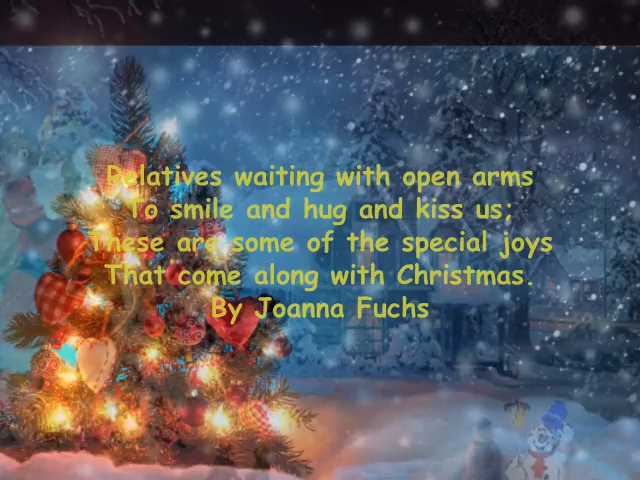 Relatives waiting with open arms
To smile and hug and kiss us;
These are some of the special joys
That come along with Christmas.
By Joanna Fuchs